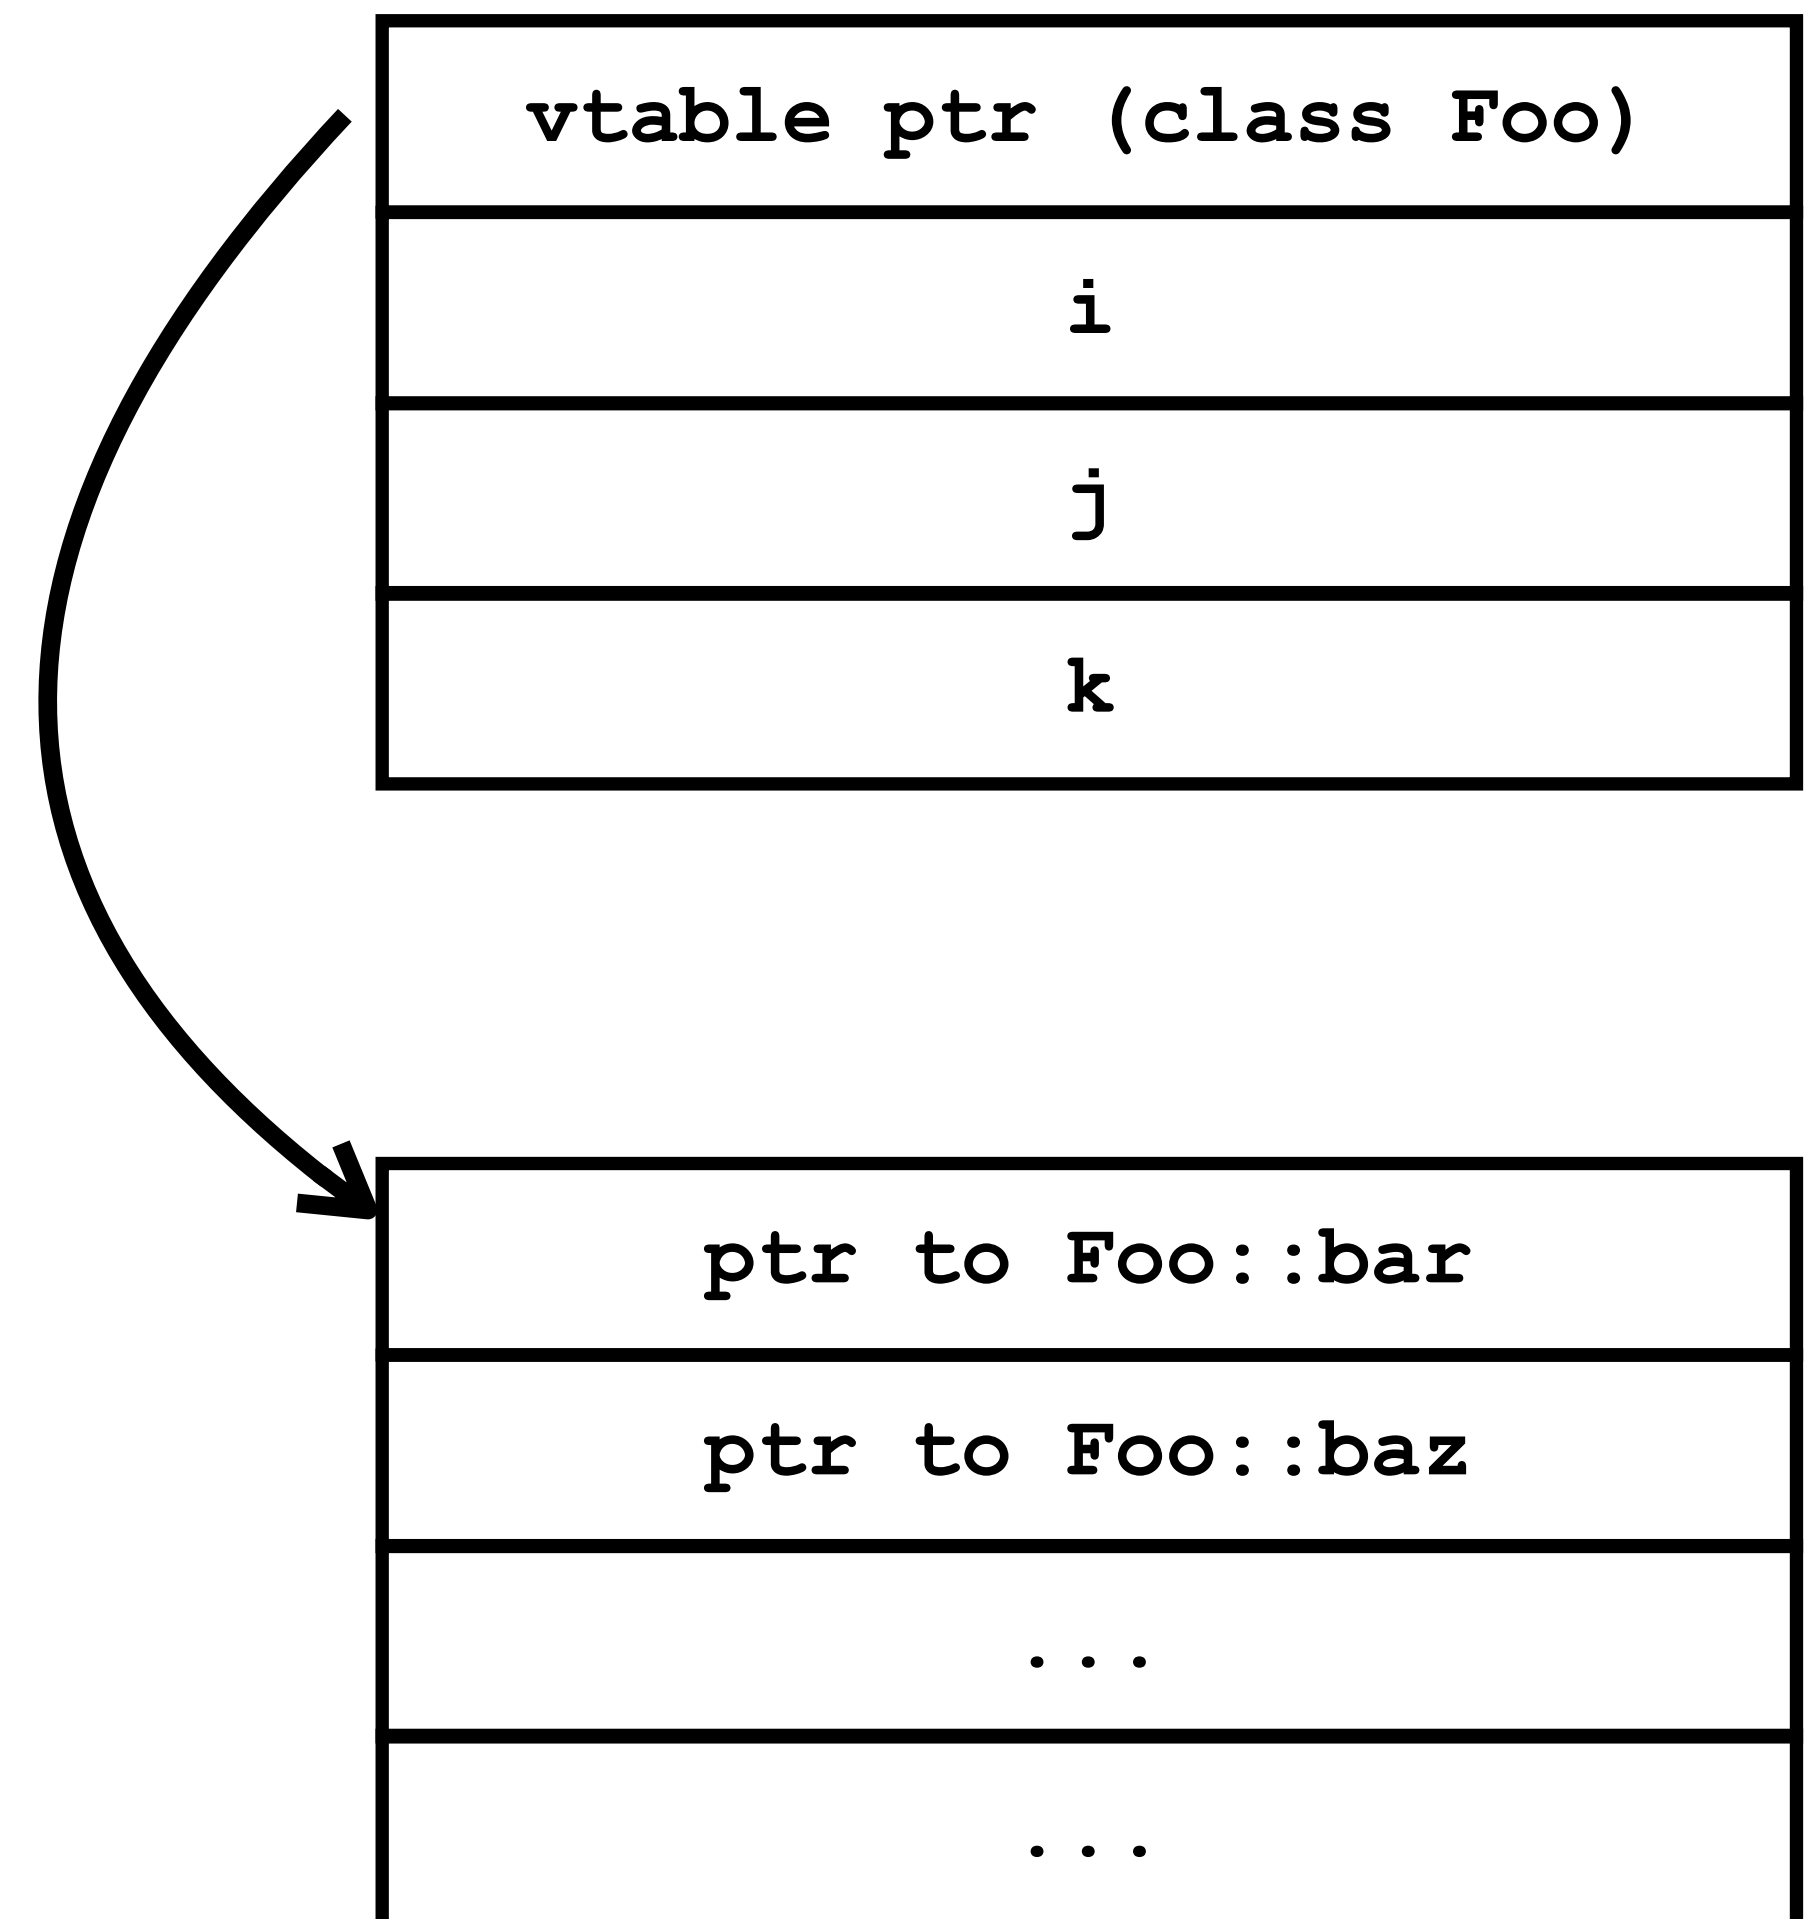 vtable ptr (class Foo)
i
j
k
ptr to Foo::bar
ptr to Foo::baz
...
...